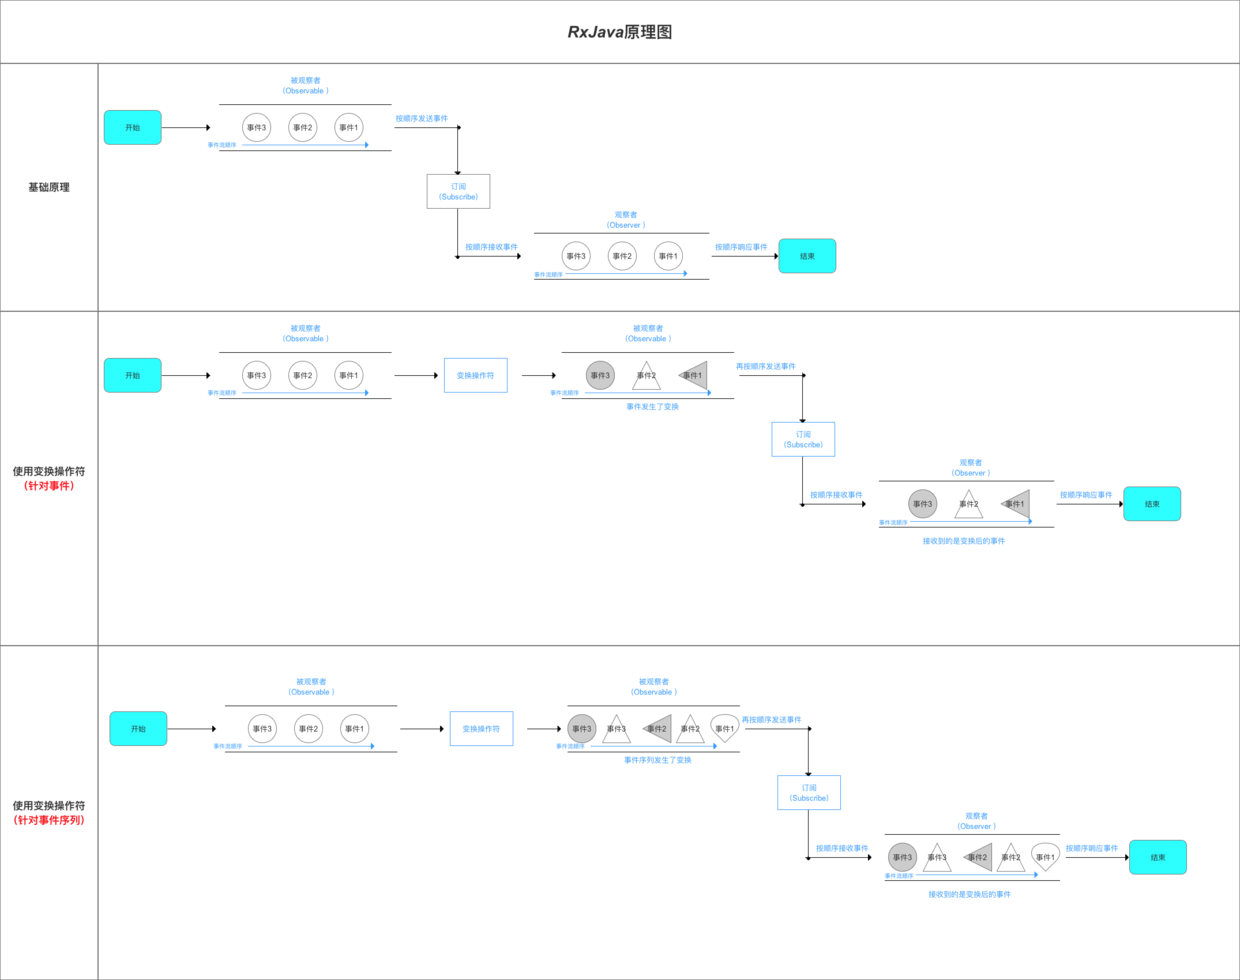 RxJava原理图
基础原理
开始
被观察者
(Observable )
事件3
事件2
事件1
事件流顺序
按顺序发送事件
订阅
(Subscribe)
按顺序接收事件
观察者
(Observer )
事件3
事件2
事件1
事件流顺序
按顺序响应事件
结束
使用变换操作符
(针对事件)
开始
被观察者
(Observable )
事件3
事件2
事件1
事件流顺序
变换操作符
被观察者
(Observable )
事件3
事件2
事件1
事件流顺序
事件发生了变换
再按顺序发送事件
订阅
(Subscribe)
按顺序接收事件
观察者
(Observer )
事件3
事件2
事件1
事件流顺序
接收到的是变换后的事件
按顺序响应事件
结束
使用变换操作符
(针对事件序列)
开始
被观察者
(Observable )
事件3
事件2
事件1
事件流顺序
变换操作符
被观察者
(Observable )
事件3
事件3
事件2
事件2
事件1
事件流顺序
事件序列发生了变换
再按顺序发送事件
订阅
(Subscribe)
按顺序接收事件
观察者
(Observer )
事件3
事件3
事件2
事件2
事件1
事件流顺序
接收到的是变换后的事件
按顺序响应事件
结束